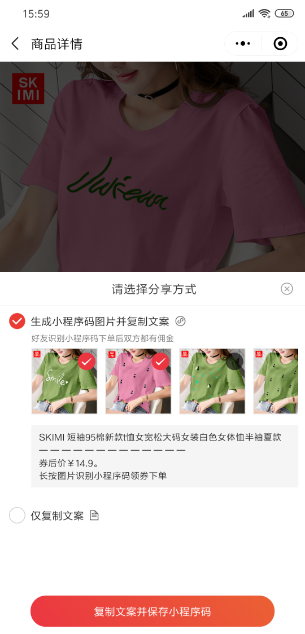 15:59
65
商品详情
SK
IMI
请选择分享方式
生成小程序码图片并复制文案
好友识别小程序码下单后双方都有佣金
SKIMI 短袖95棉新款t恤女宽松大码女装白色女体恤半袖夏款
— — — — — — — — — — — — — —
券后价￥14.9。
长按图片识别小程序码领券下单
仅复制文案
复制文案并保存小程序码